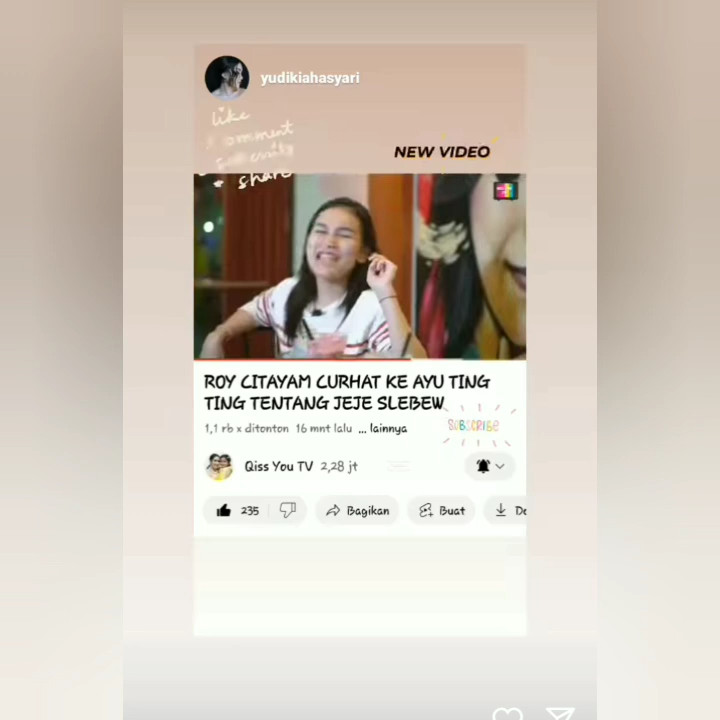 yudikiahasyari
like
comment
share
NEW VIDEO
ROY CITAYAM CURHAT KE AYU TING
TING TENTANG JEJE SLEBEW
1,1 rb x ditonton 16 mnt lalu ... lainnya
SUBSCRIBE
Qiss You TV 2,28 jt
235
Bagikan
Buat
De